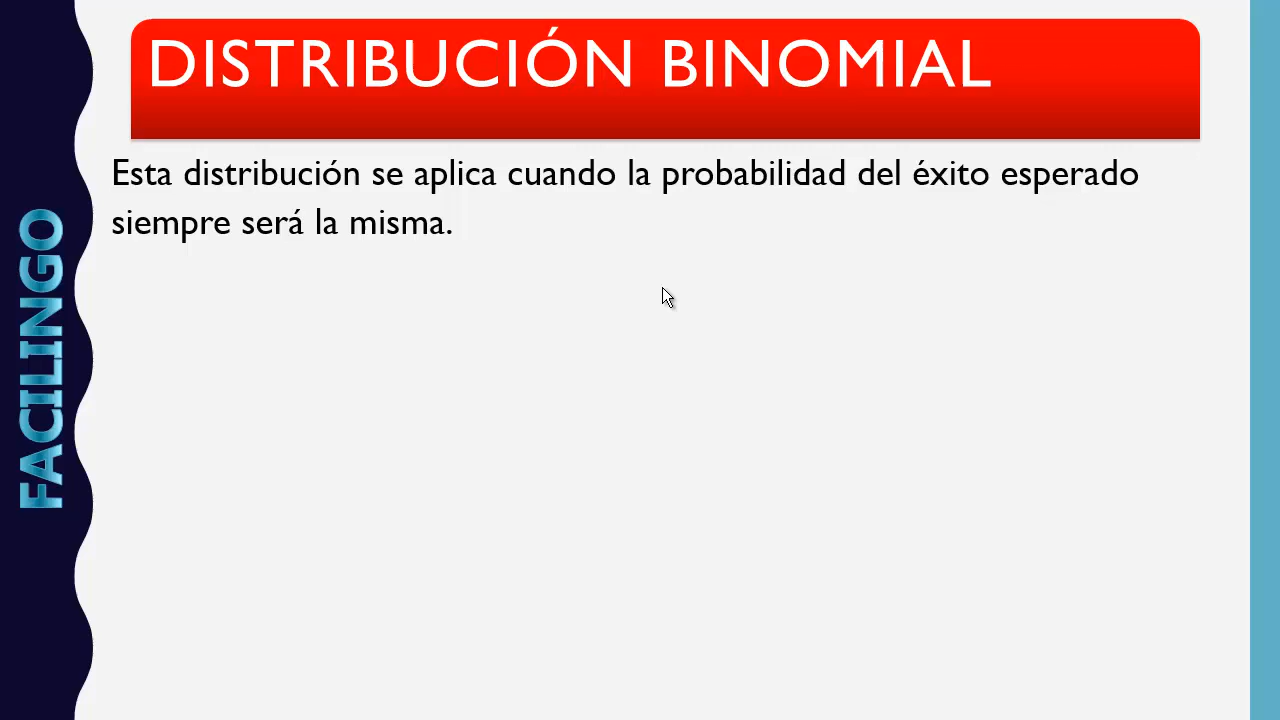 DISTRIBUCIÓN BINOMIAL
Esta distribución se aplica cuando la probabilidad del éxito esperado
siempre será la misma.
FACILINGO